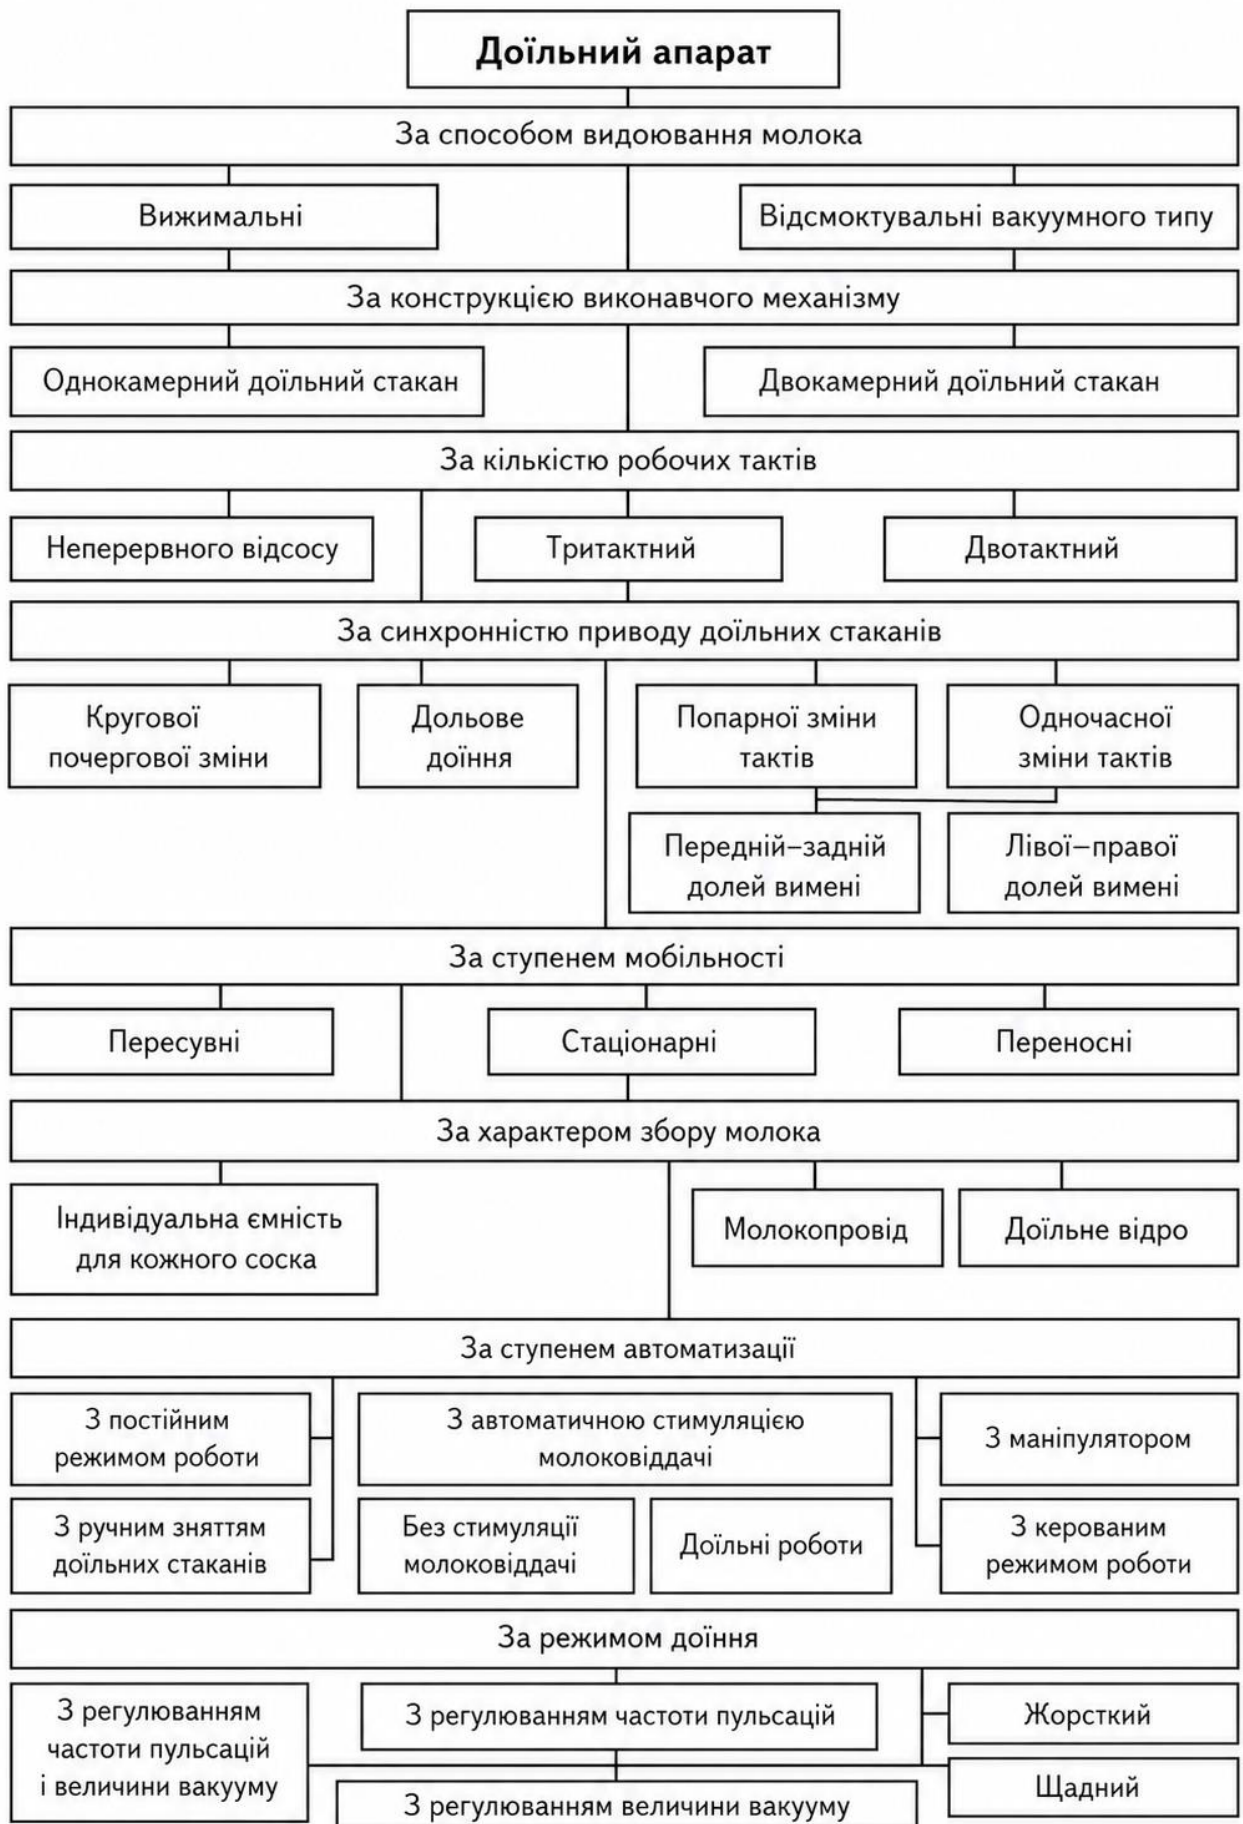 Доїльний апарат
За способом видоювання молока
Вижимальні
Відсмоктувальні вакуумного типу
За конструкцією виконавчого механізму
Однокамерний доїльний стакан
Двокамерний доїльний стакан
За кількістю робочих тактів
Неперервного відсосу
Тритактний
Двотактний
За синхронністю приводу доїльних стаканів
Кругової
почергової зміни
Дольове
доїння
Попарної зміни
тактів
Одночасної
зміни тактів
Передній–задній
долей вимені
Лівої–правої
долей вимені
За ступенем мобільності
Пересувні
Стаціонарні
Переносні
За характером збору молока
Індивідуальна ємність
для кожного соска
Молокопровід
Доїльне відро
За ступенем автоматизації
З постійним
режимом роботи
З автоматичною стимуляцією
молоковіддачі
З маніпулятором
З ручним зняттям
доїльних стаканів
Без стимуляції
молоковіддачі
Доїльні роботи
З керованим
режимом роботи
За режимом доїння
З регулюванням
частоти пульсацій
і величини вакууму
З регулюванням частоти пульсацій
Жорсткий
Щадний
З регулюванням величини вакууму